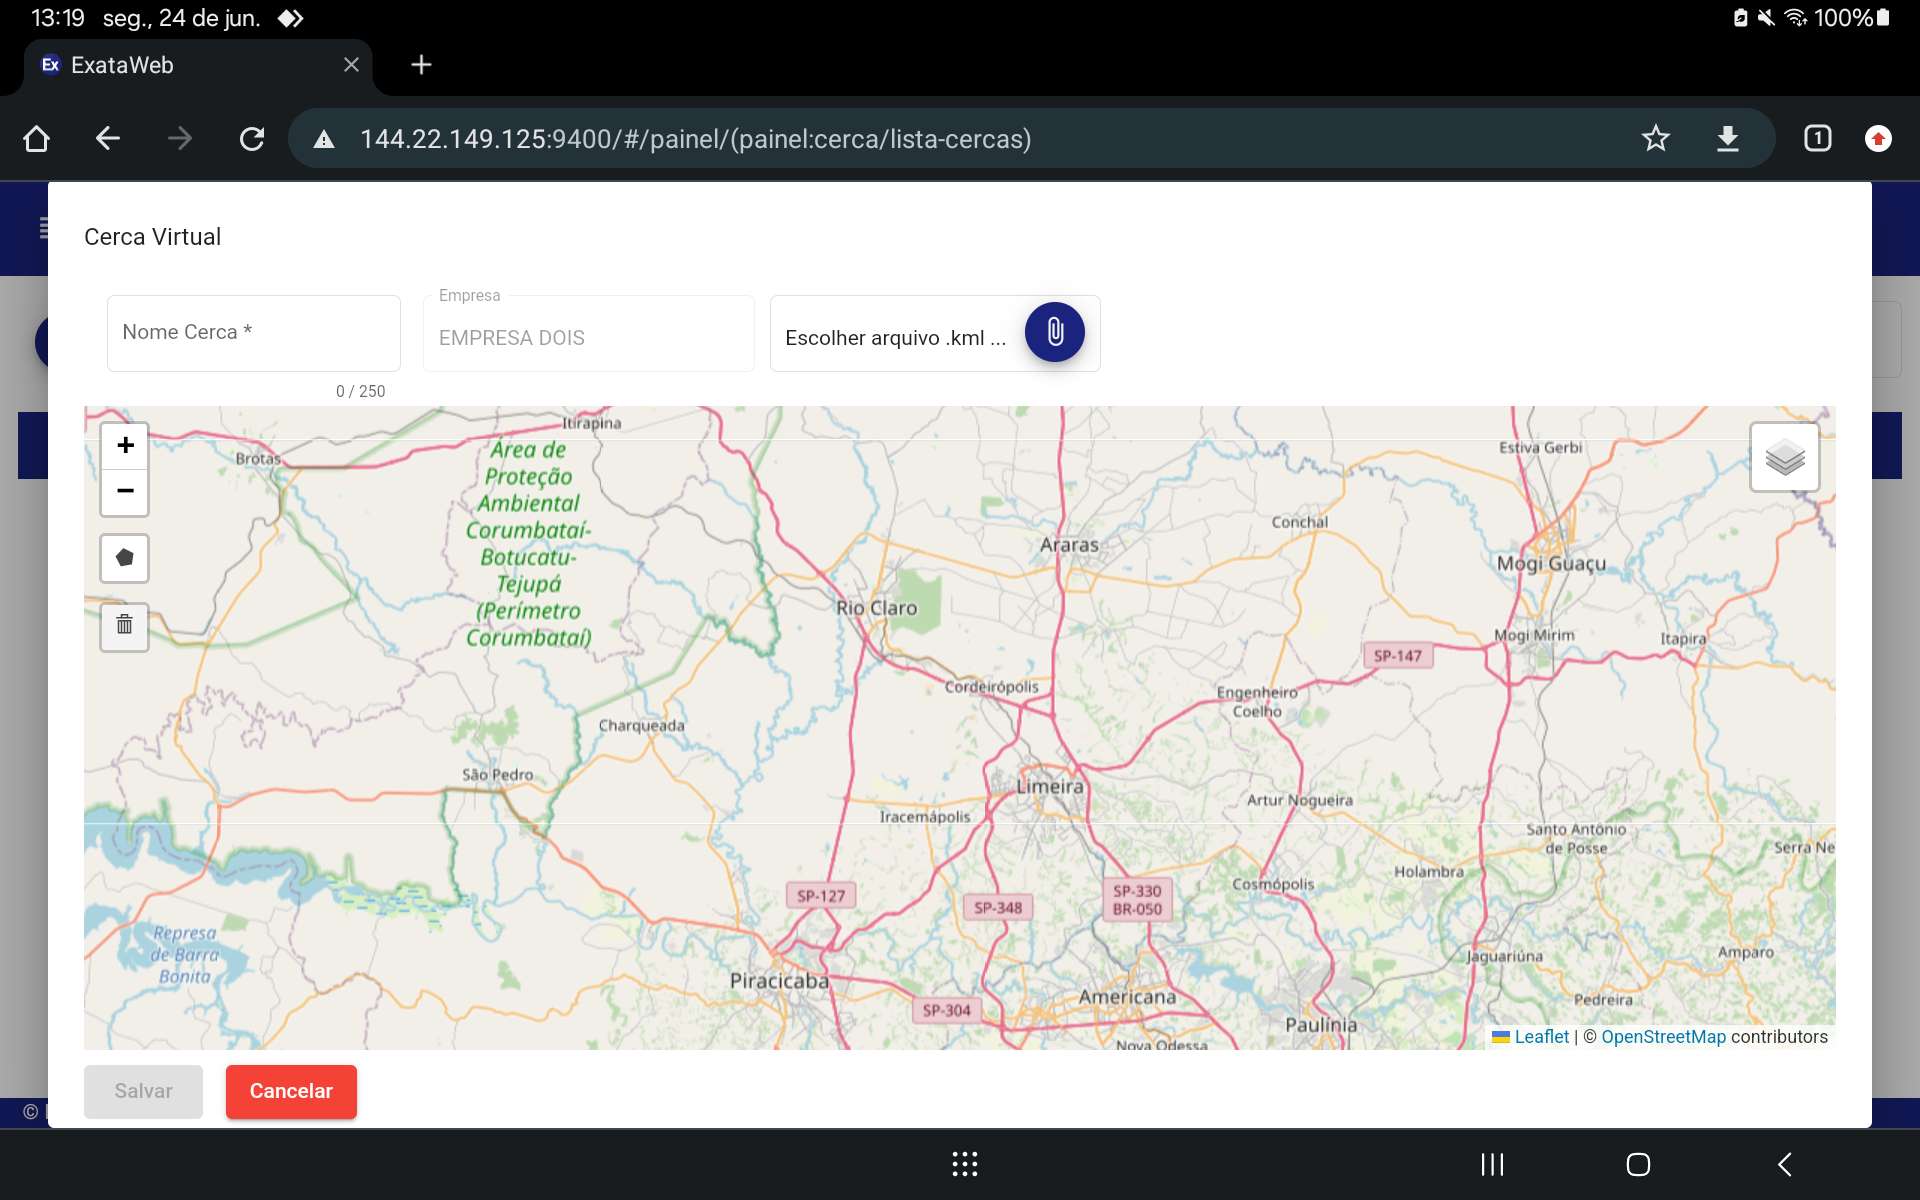 13:19 seg., 24 de jun.
100%
Ex ExataWeb
144.22.149.125:9400/#/painel/(painel:cerca/lista-cercas)
1
Cerca Virtual
Nome Cerca *
Empresa
EMPRESA DOIS
Escolher arquivo .kml ...
0 / 250
+
−
Itirapina
Brotas
Área de
Proteção
Ambiental
Corumbataí-
Botucatu-
Tejupá
(Perímetro
Corumbataí)
Estiva Gerbi
Conchal
Araras
Mogi Guaçu
Rio Claro
Mogi Mirim
Itapira
SP-147
Cordeirópolis
Engenheiro
Coelho
Charqueada
São Pedro
Limeira
Artur Nogueira
Iracemápolis
Santo Antônio
de Posse
Serra Ne
Holambra
Cosmópolis
SP-127
SP-348
SP-330
BR-050
Represa
de Barra
Bonita
Jaguariúna
Amparo
Piracicaba
Americana
Pedreira
SP-304
Paulínia
Nova Odessa
Leaflet | © OpenStreetMap contributors
Salvar
Cancelar
©